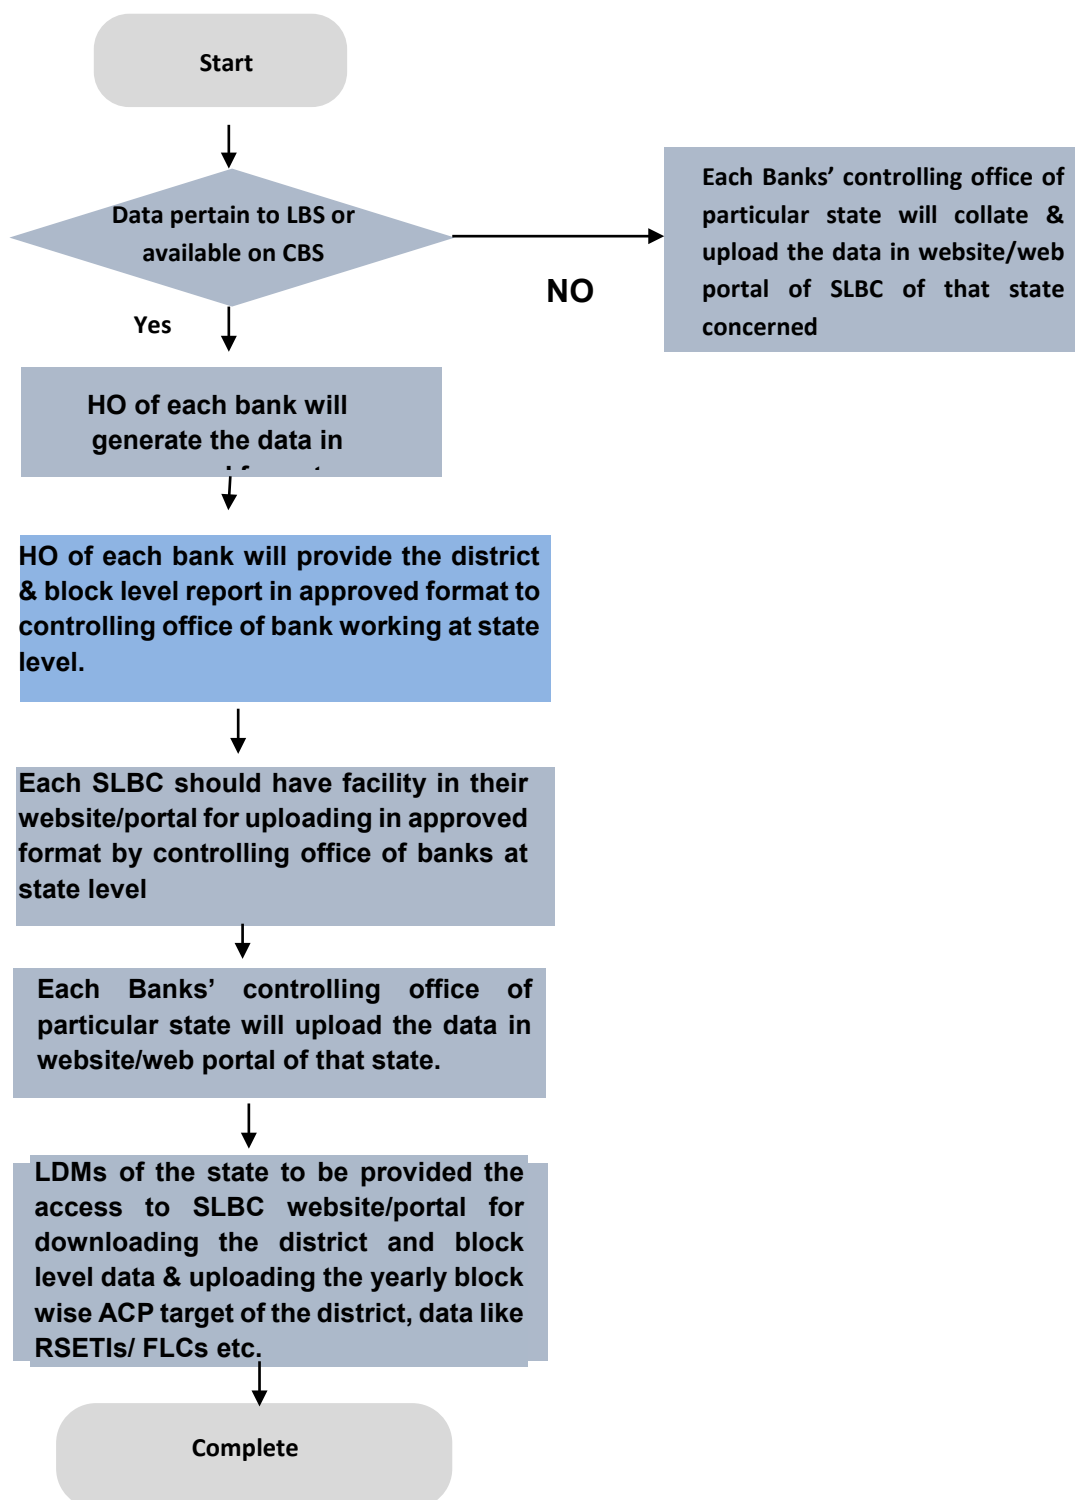 Start
Data pertain to LBS or
available on CBS
NO
Each Banks’ controlling office of
particular state will collate &
upload the data in website/web
portal of SLBC of that state
concerned
Yes
HO of each bank will
generate the data in
HO of each bank will provide the district
& block level report in approved format to
controlling office of bank working at state
level.
Each SLBC should have facility in their
website/portal for uploading in approved
format by controlling office of banks at
state level
Each Banks’ controlling office of
particular state will upload the data in
website/web portal of that state.
LDMs of the state to be provided the
access to SLBC website/portal for
downloading the district and block
level data & uploading the yearly block
wise ACP target of the district, data like
RSETIs/ FLCs etc.
Complete